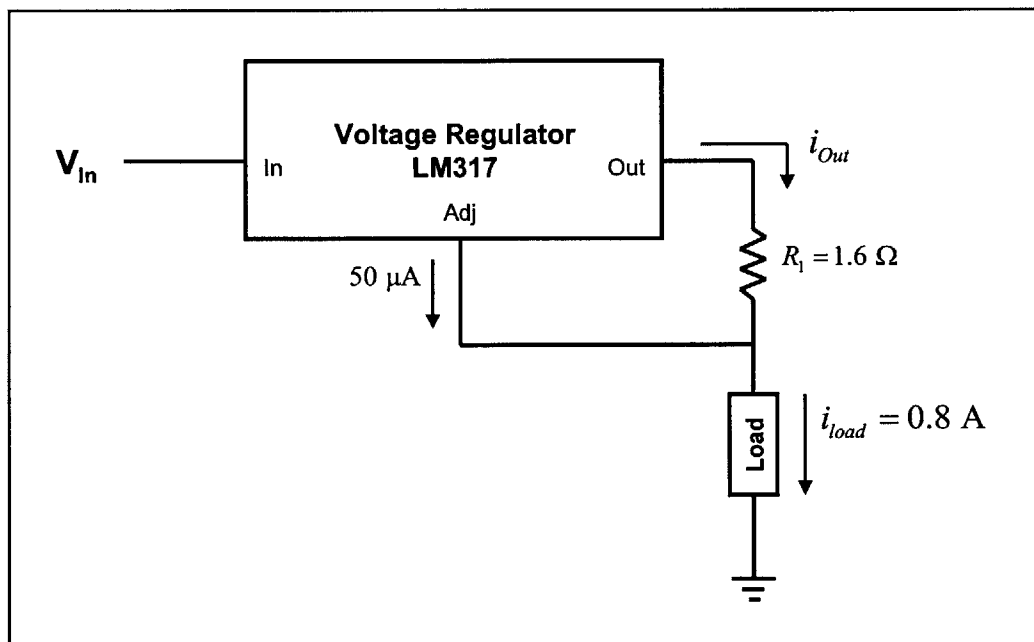 Voltage Regulator
LM317
V_In
In
Out
Adj
i_Out
50 μA
R_1 = 1.6 Ω
i_load = 0.8 A
Load